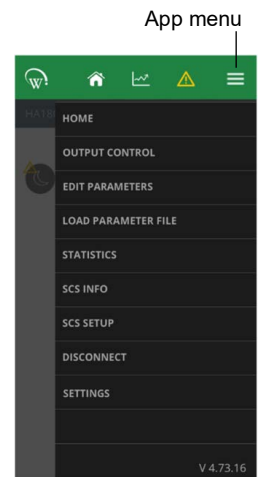 App menu
W
HA18
HOME
OUTPUT CONTROL
EDIT PARAMETERS
LOAD PARAMETER FILE
STATISTICS
SCS INFO
SCS SETUP
DISCONNECT
SETTINGS
V 4.73.16